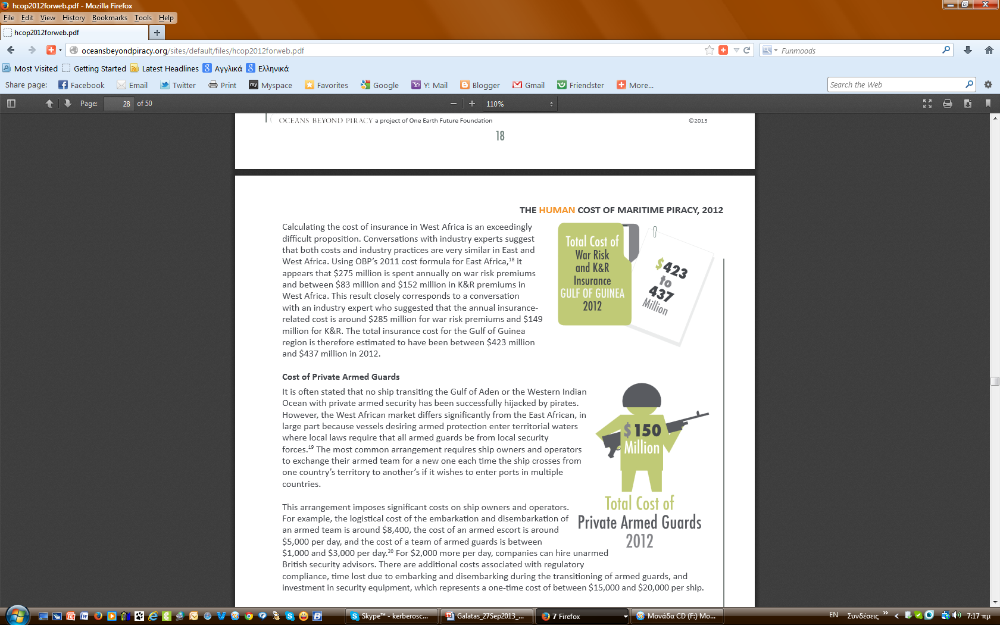 hcop2012forweb.pdf - Mozilla Firefox
File Edit View History Bookmarks Tools Help
hcop2012forweb.pdf
oceansbeyondpiracy.org/sites/default/files/hcop2012forweb.pdf
Funmoods
Most Visited Getting Started Latest Headlines Αγγλικά Ελληνικά
Share page: Facebook Email Twitter Print Myspace Favorites Google Y! Mail Blogger Gmail Friendster More...
Search the Web
Page: 28 of 50
110%
OCEANS BEYOND PIRACY a project of One Earth Future Foundation ©2013
18
THE HUMAN COST OF MARITIME PIRACY, 2012
Calculating the cost of insurance in West Africa is an exceedingly
difficult proposition. Conversations with industry experts suggest
that both costs and industry practices are very similar in East and
West Africa. Using OBP's 2011 cost formula for East Africa,18 it
appears that $275 million is spent annually on war risk premiums
and between $83 million and $152 million in K&R premiums in
West Africa. This result closely corresponds to a conversation
with an industry expert who suggested that the annual insurance-
related cost is around $285 million for war risk premiums and $149
million for K&R. The total insurance cost for the Gulf of Guinea
region is therefore estimated to have been between $423 million
and $437 million in 2012.
Total Cost of
War Risk
and K&R
Insurance
GULF OF GUINEA
2012
$423
to
437
Million
Cost of Private Armed Guards
It is often stated that no ship transiting the Gulf of Aden or the Western Indian
Ocean with private armed security has been successfully hijacked by pirates.
However, the West African market differs significantly from the East African, in
large part because vessels desiring armed protection enter territorial waters
where local laws require that all armed guards be from local security
forces.19 The most common arrangement requires ship owners and operators
to exchange their armed team for a new one each time the ship crosses from
one country's territory to another's if it wishes to enter ports in multiple
countries.
$ 150
Million
Total Cost of
Private Armed Guards
2012
This arrangement imposes significant costs on ship owners and operators.
For example, the logistical cost of the embarkation and disembarkation of
an armed team is around $8,400, the cost of an armed escort is around
$5,000 per day, and the cost of a team of armed guards is between
$1,000 and $3,000 per day.20 For $2,000 more per day, companies can hire unarmed
British security advisors. There are additional costs associated with regulatory
compliance, time lost due to embarking and disembarking during the transitioning of armed guards, and
investment in security equipment, which represents a one-time cost of between $15,000 and $20,000 per ship.
Skype™ - kerberosc... Galatas_27Sep2013_... 7 Firefox Μονάδα CD (F:) Mo... EN Συνδέσεις 7:17 πμ